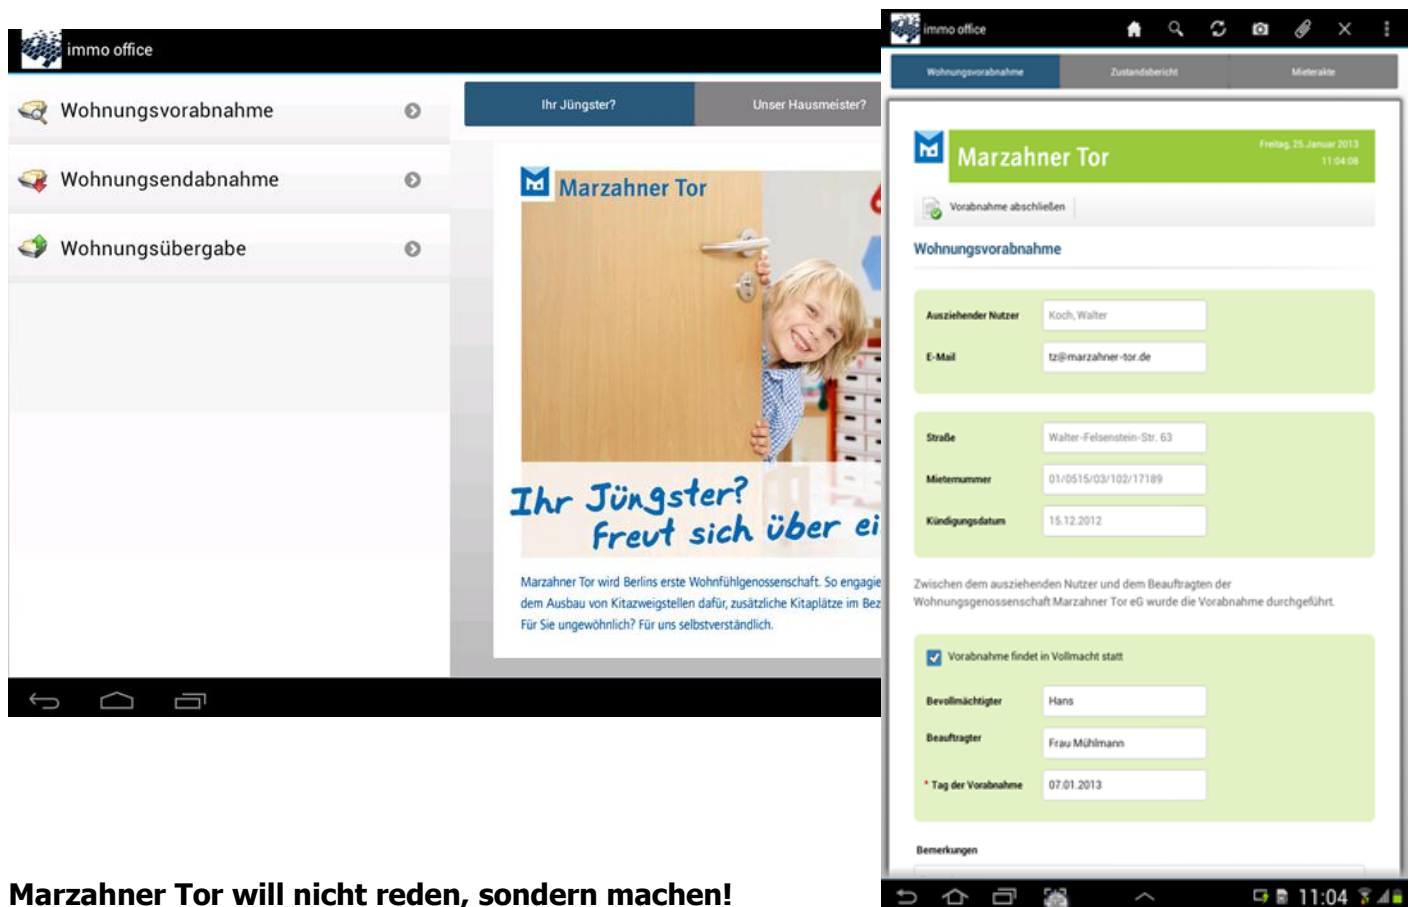 immo office
Wohnungsvorabnahme
Wohnungsendabnahme
Wohnungsübergabe
Ihr Jüngster?
Unser Hausmeister?
Marzahner Tor
Ihr Jüngster?
Freut sich über ei
Marzahner Tor wird Berlins erste Wohnfühlgenossenschaft. So engagie
dem Ausbau von Kitazweigstellen dafür, zusätzliche Kitaplätze im Bez
Für Sie ungewöhnlich? Für uns selbstverständlich.
immo office
Wohnungsvorabnahme
Zustandsbericht
Mieterakte
Marzahner Tor
Freitag, 25.Januar 2013
11:04:08
Vorabnahme abschließen
Wohnungsvorabnahme
Ausziehender Nutzer Koch, Walter
E-Mail tz@marzahner-tor.de
Straße Walter-Felsenstein-Str. 63
Mieternummer 01/0515/03/102/17189
Kündigungsdatum 15.12.2012
Zwischen dem ausziehenden Nutzer und dem Beauftragten der
Wohnungsgenossenschaft Marzahner Tor eG wurde die Vorabnahme durchgeführt.
Vorabnahme findet in Vollmacht statt
Bevollmächtigter Hans
Beauftragter Frau Mühlmann
* Tag der Vorabnahme 07.01.2013
Bemerkungen
11:04
Marzahner Tor will nicht reden, sondern machen!